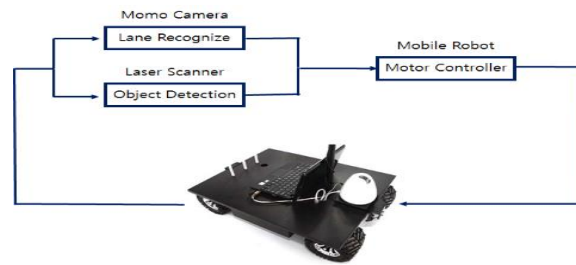 Momo Camera
Lane Recognize
Laser Scanner
Object Detection
Mobile Robot
Motor Controller